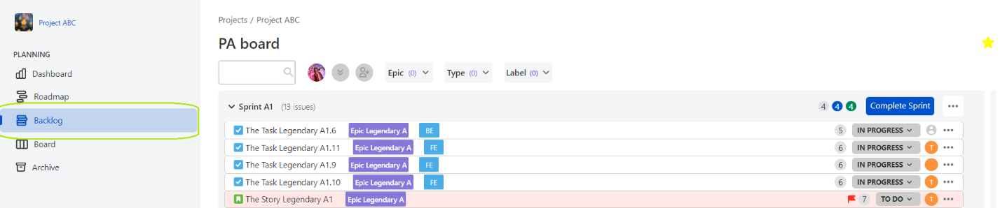 Project ABC
PLANNING
Dashboard
Roadmap
Backlog
Board
Archive
Projects / Project ABC
PA board
Epic (0) Type (0) Label (0)
Sprint A1 (13 issues) 4 4 4 Complete Sprint
The Task Legendary A1.6 Epic Legendary A BE 5 IN PROGRESS
The Task Legendary A1.11 Epic Legendary A FE 6 IN PROGRESS T
The Task Legendary A1.9 Epic Legendary A FE 6 IN PROGRESS
The Task Legendary A1.10 Epic Legendary A FE 6 IN PROGRESS T
The Story Legendary A1 Epic Legendary A 7 TO DO T